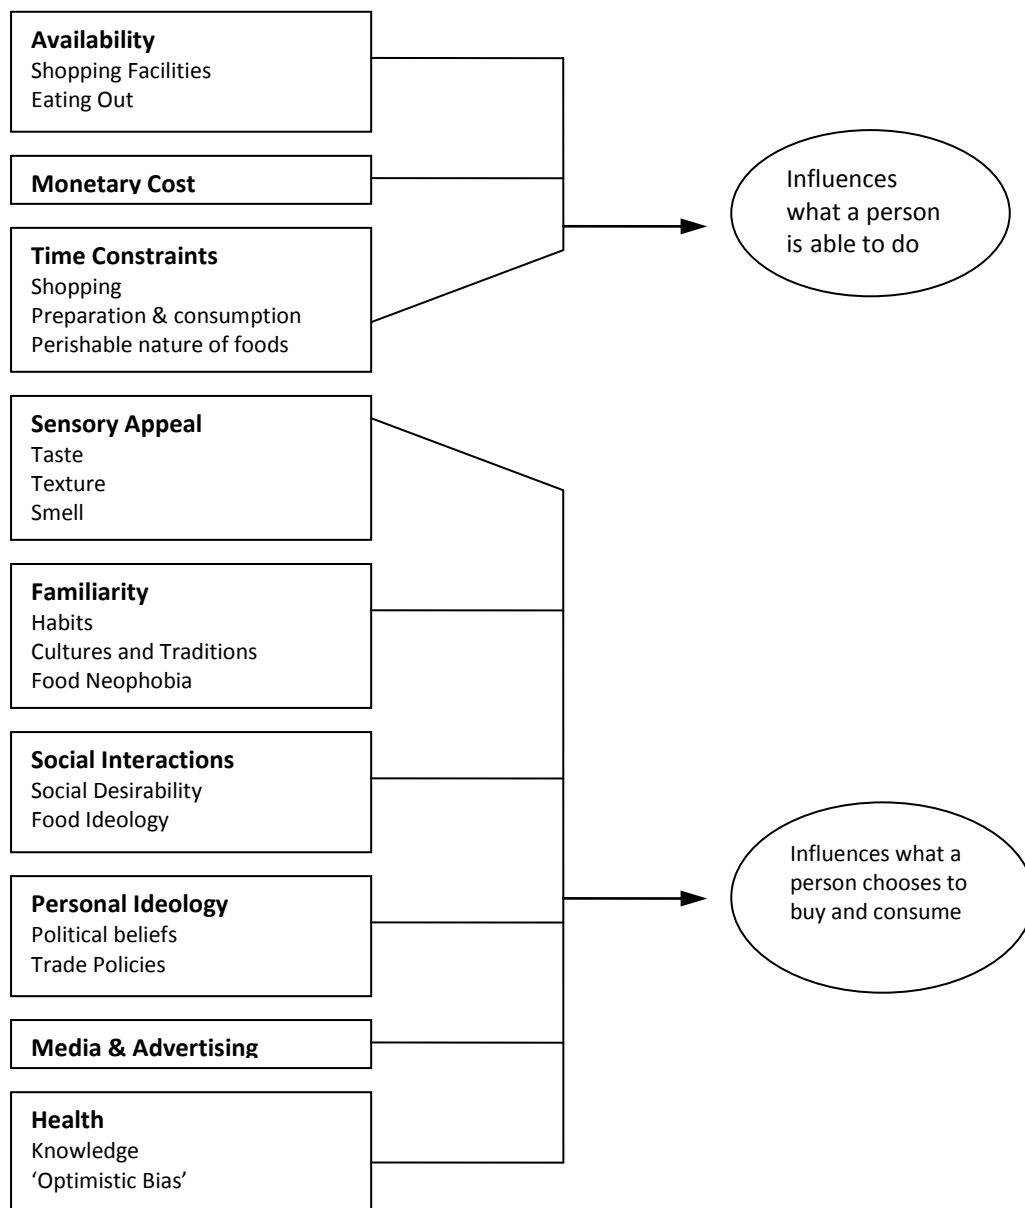 Availability
Shopping Facilities
Eating Out
Monetary Cost
Time Constraints
Shopping
Preparation & consumption
Perishable nature of foods
Influences
what a person
is able to do
Sensory Appeal
Taste
Texture
Smell
Familiarity
Habits
Cultures and Traditions
Food Neophobia
Social Interactions
Social Desirability
Food Ideology
Personal Ideology
Political beliefs
Trade Policies
Media & Advertising
Health
Knowledge
‘Optimistic Bias’
Influences what a
person chooses to
buy and consume